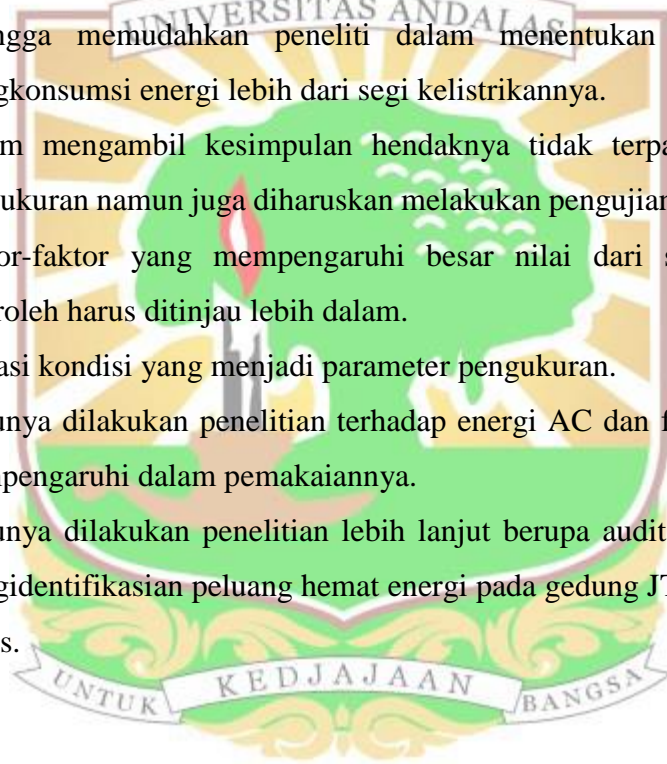 UNIVERSITAS ANDALAS
ngga memudahkan peneliti dalam menentukan
gkonsumsi energi lebih dari segi kelistrikannya.
m mengambil kesimpulan hendaknya tidak terpa
ukuran namun juga diharuskan melakukan pengujian
or-faktor yang mempengaruhi besar nilai dari s
roleh harus ditinjau lebih dalam.
asi kondisi yang menjadi parameter pengukuran.
unya dilakukan penelitian terhadap energi AC dan f
npengaruhi dalam pemakaiannya.
unya dilakukan penelitian lebih lanjut berupa audit
gidentifikasian peluang hemat energi pada gedung JT
s.
UNTUK KEDJAJAAN BANGSA